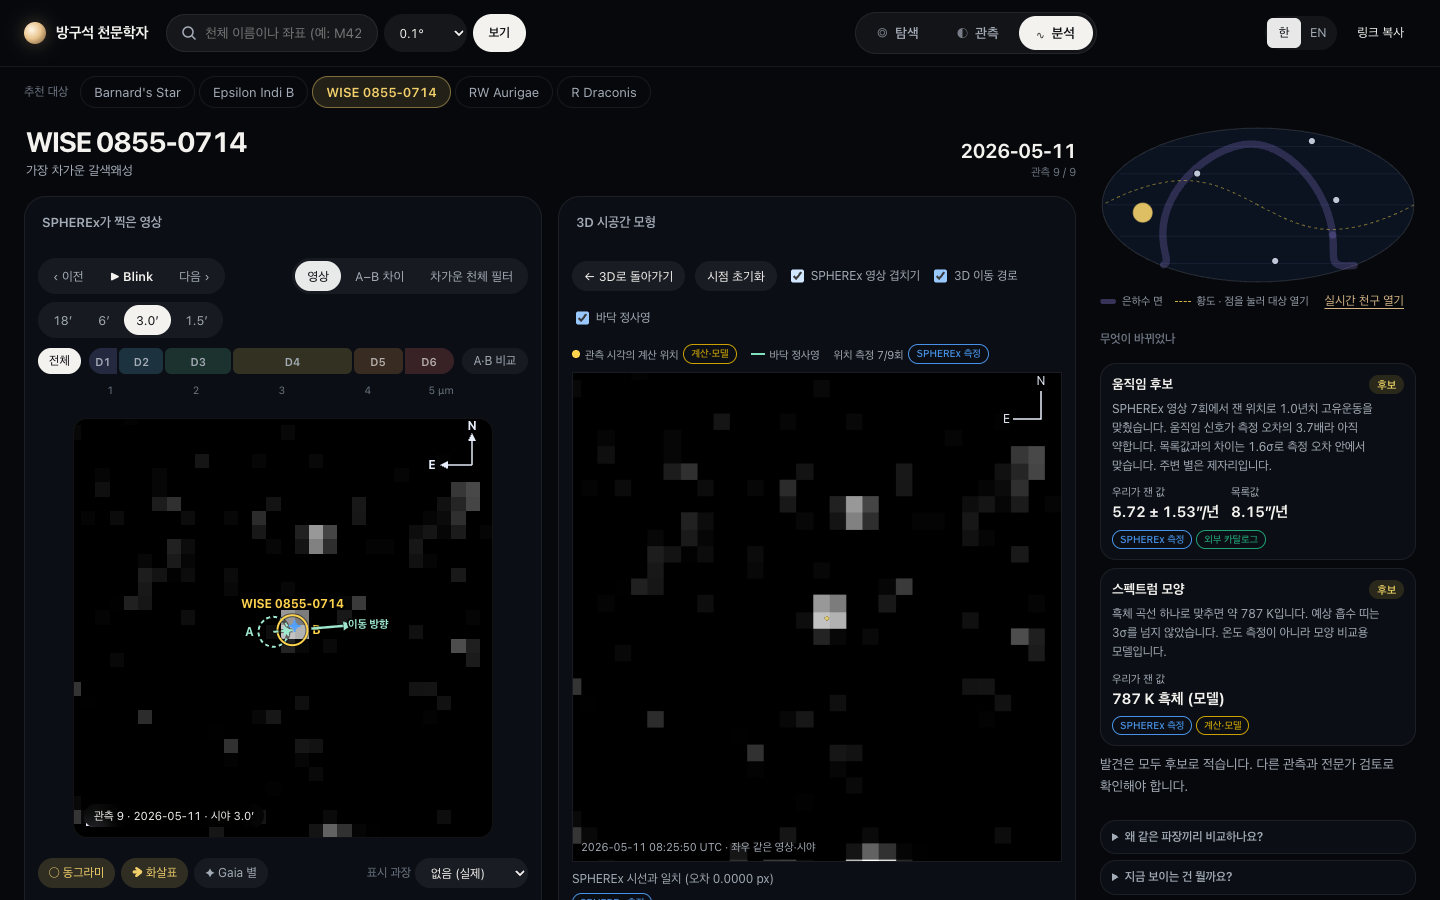 방구석 천문학자
천체 이름이나 좌표 (예: M42
0.1°
보기
탐색
관측
분석
한
EN
링크 복사
추천 대상
Barnard's Star
Epsilon Indi B
WISE 0855-0714
RW Aurigae
R Draconis
WISE 0855-0714
가장 차가운 갈색왜성
2026-05-11
관측 9 / 9
SPHEREx가 찍은 영상
‹ 이전
▶ Blink
다음 ›
영상
A−B 차이
차가운 천체 필터
18′
6′
3.0′
1.5′
전체
D1
D2
D3
D4
D5
D6
A·B 비교
1
2
3
4
5 µm
N
E
WISE 0855-0714
A
B
이동 방향
관측 9 · 2026-05-11 · 시야 3.0′
동그라미
화살표
Gaia 별
표시 과장
없음 (실제)
3D 시공간 모형
← 3D로 돌아가기
시점 초기화
SPHEREx 영상 겹치기
3D 이동 경로
바닥 정사영
관측 시각의 계산 위치
계산·모델
바닥 정사영
위치 측정 7/9회
SPHEREx 측정
N
E
2026-05-11 08:25:50 UTC · 좌우 같은 영상·시야
SPHEREx 시선과 일치 (오차 0.0000 px)
은하수 면
황도 · 점을 눌러 대상 열기
실시간 천구 열기
무엇이 바뀌었나
움직임 후보
후보
SPHEREx 영상 7회에서 잰 위치로 1.0년치 고유운동을
맞췄습니다. 움직임 신호가 측정 오차의 3.7배라 아직
약합니다. 목록값과의 차이는 1.6σ로 측정 오차 안에서
맞습니다. 주변 별은 제자리입니다.
우리가 잰 값
목록값
5.72 ± 1.53″/년
8.15″/년
SPHEREx 측정
외부 카탈로그
스펙트럼 모양
후보
흑체 곡선 하나로 맞추면 약 787 K입니다. 예상 흡수 띠는
3σ를 넘지 않았습니다. 온도 측정이 아니라 모양 비교용
모델입니다.
우리가 잰 값
787 K 흑체 (모델)
SPHEREx 측정
계산·모델
발견은 모두 후보로 적습니다. 다른 관측과 전문가 검토로
확인해야 합니다.
▶ 왜 같은 파장끼리 비교하나요?
▶ 지금 보이는 건 뭘까요?